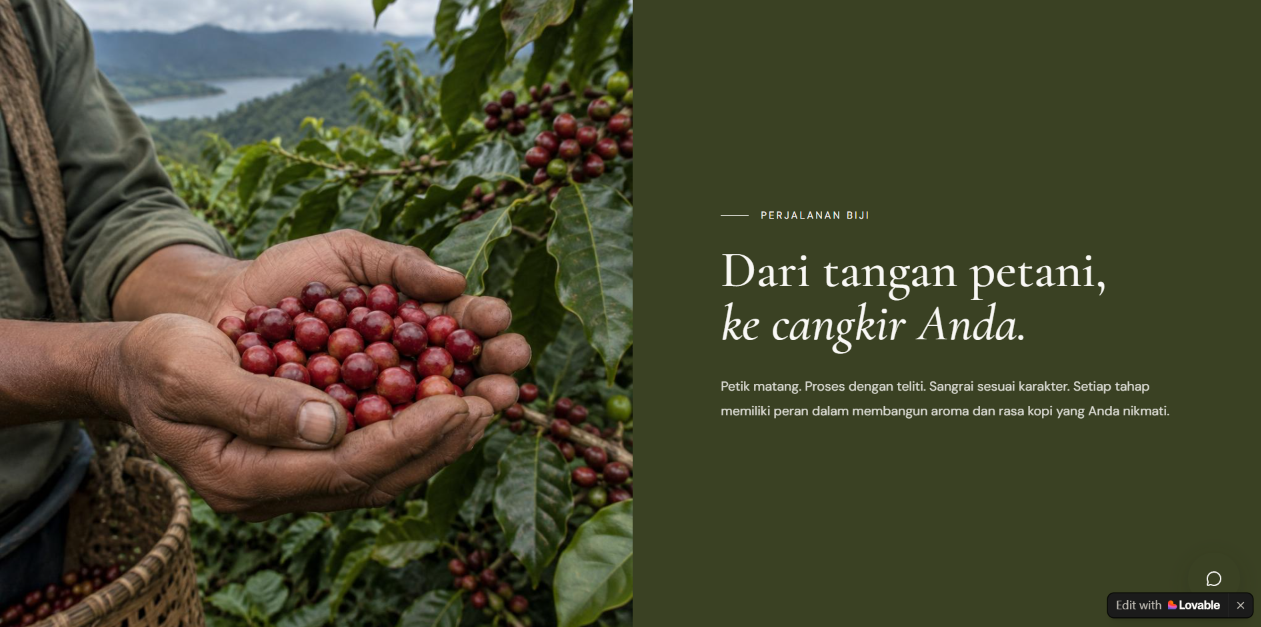 PERJALANAN BIJI
Dari tangan petani,
ke cangkir Anda.
Petik matang. Proses dengan teliti. Sangrai sesuai karakter. Setiap tahap
memiliki peran dalam membangun aroma dan rasa kopi yang Anda nikmati.
Edit with Lovable